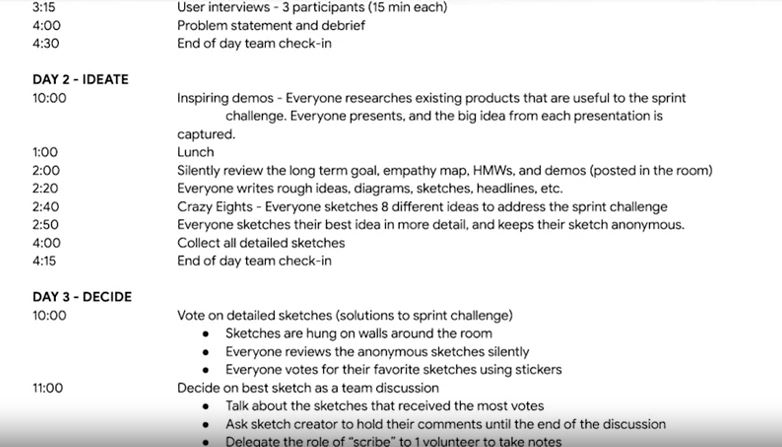 3:15 User interviews - 3 participants (15 min each)
4:00 Problem statement and debrief
4:30 End of day team check-in
DAY 2 - IDEATE
10:00 Inspiring demos - Everyone researches existing products that are useful to the sprint
challenge. Everyone presents, and the big idea from each presentation is
captured.
1:00 Lunch
2:00 Silently review the long term goal, empathy map, HMWs, and demos (posted in the room)
2:20 Everyone writes rough ideas, diagrams, sketches, headlines, etc.
2:40 Crazy Eights - Everyone sketches 8 different ideas to address the sprint challenge
2:50 Everyone sketches their best idea in more detail, and keeps their sketch anonymous.
4:00 Collect all detailed sketches
4:15 End of day team check-in
DAY 3 - DECIDE
10:00 Vote on detailed sketches (solutions to sprint challenge)
● Sketches are hung on walls around the room
● Everyone reviews the anonymous sketches silently
● Everyone votes for their favorite sketches using stickers
11:00 Decide on best sketch as a team discussion
● Talk about the sketches that received the most votes
● Ask sketch creator to hold their comments until the end of the discussion
● Delegate the role of “scribe” to 1 volunteer to take notes